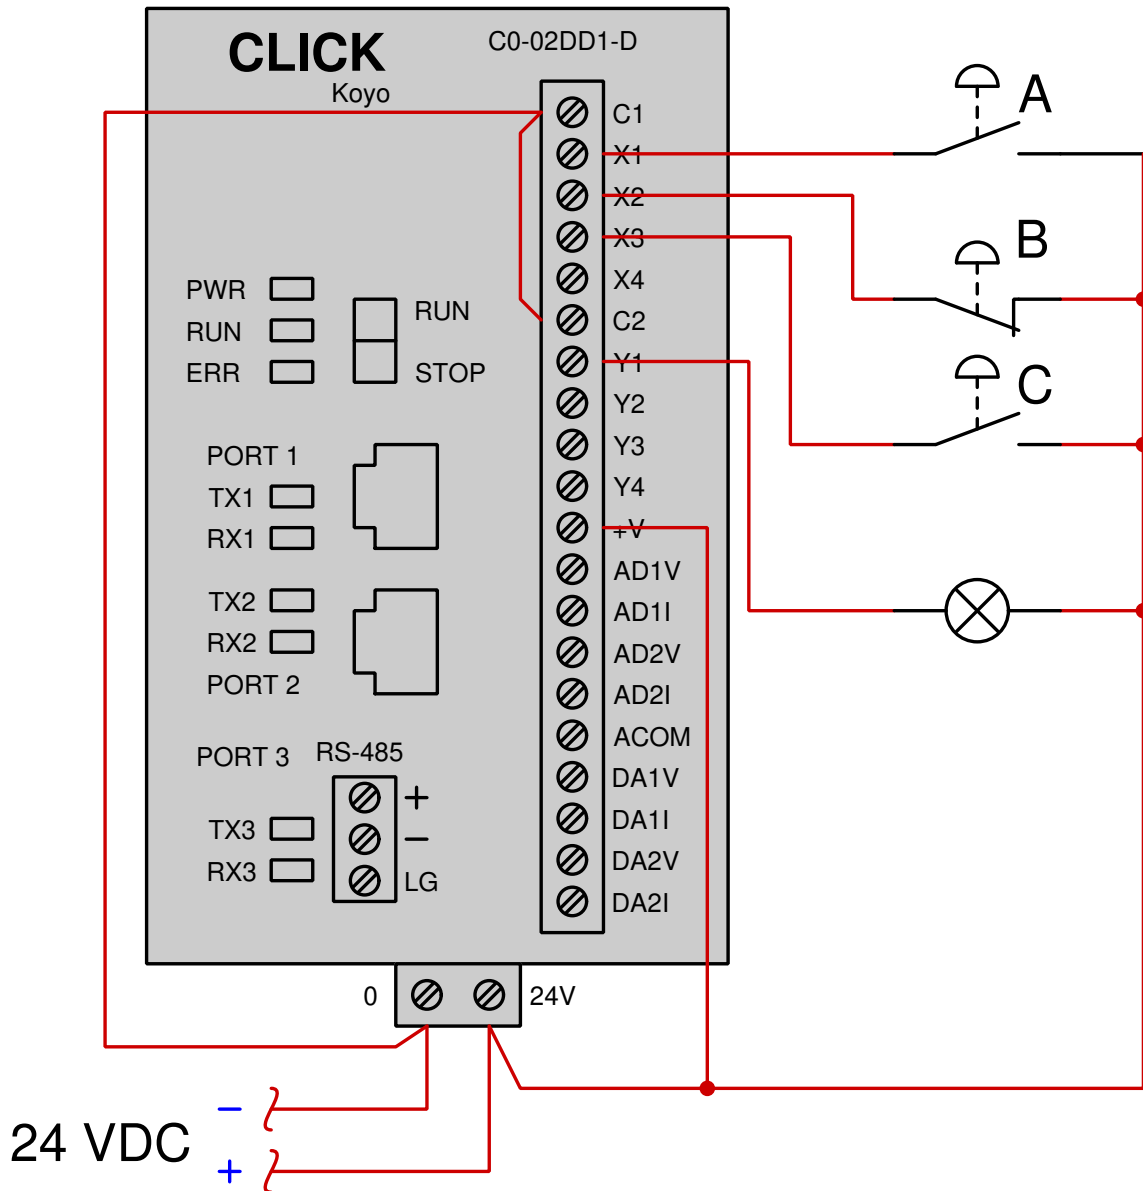 CLICK
Koyo
C0-02DD1-D
C1
X1
X2
X3
X4
C2
Y1
Y2
Y3
Y4
+V
AD1V
AD1I
AD2V
AD2I
ACOM
DA1V
DA1I
DA2V
DA2I
PWR
RUN
ERR
RUN
STOP
PORT 1
TX1
RX1
TX2
RX2
PORT 2
PORT 3
RS-485
TX3
RX3
+
−
LG
0
24V
A
B
C
24 VDC
−
+